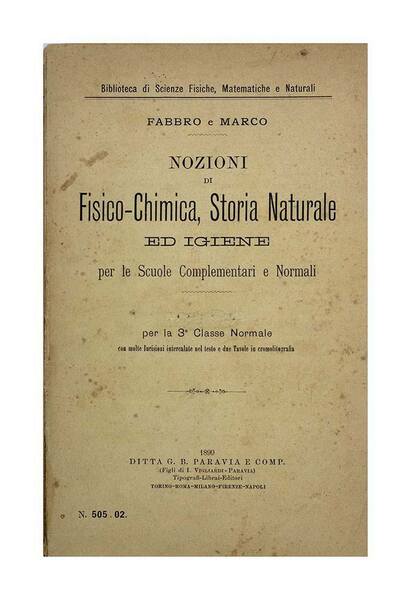 Biblioteca di Scienze Fisiche, Matematiche e Naturali
FABBRO e MARCO
NOZIONI
DI
Fisico-Chimica, Storia Naturale
ED IGIENE
per le Scuole Complementari e Normali
per la 3ª Classe Normale
con molte Incisioni intercalate nel testo e due Tavole in cromolitografia
1899
DITTA G. B. PARAVIA E COMP.
(Figli di I. VIGLIARDI-PARAVIA)
Tipografi-Librai-Editori
TORINO-ROMA-MILANO-FIRENZE-NAPOLI
N. 505.02.